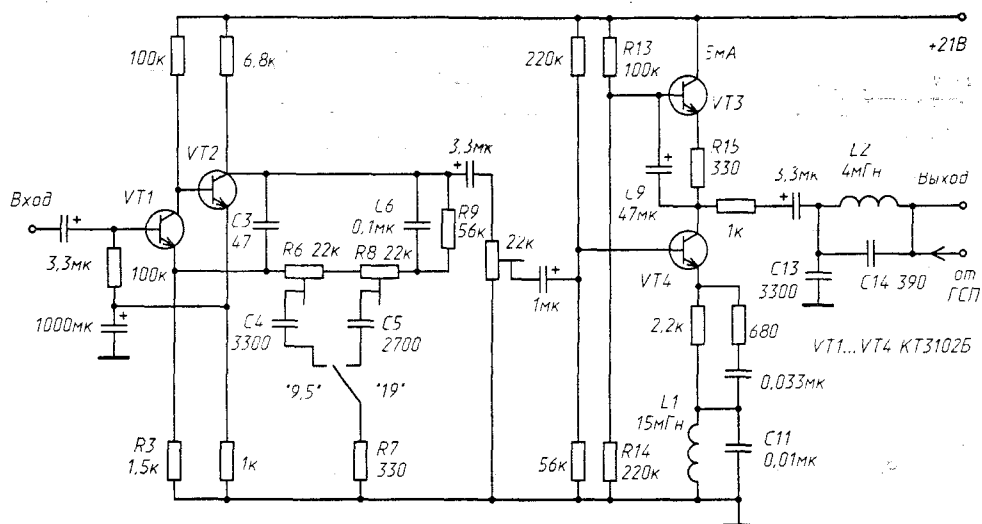 100к
6,8к
220к
R13
100к
5мА
+21В
VT3
VT2
VT1
3,3мк
R15
330
L2
4мГн
Вход
Выход
3,3мк
C3
47
L6
0,1мк
R9
56к
22к
L9
47мк
1к
3,3мк
100к
R6 22к
R8 22к
1мк
VT4
C13
3300
C14 390
от
ГСП
1000мк
C4
3300
C5
2700
2,2к
680
VT1...VT4 КТ3102Б
"9,5"
"19"
0,033мк
L1
15мГн
R3
1,5к
1к
R7
330
56к
R14
220к
C11
0,01мк